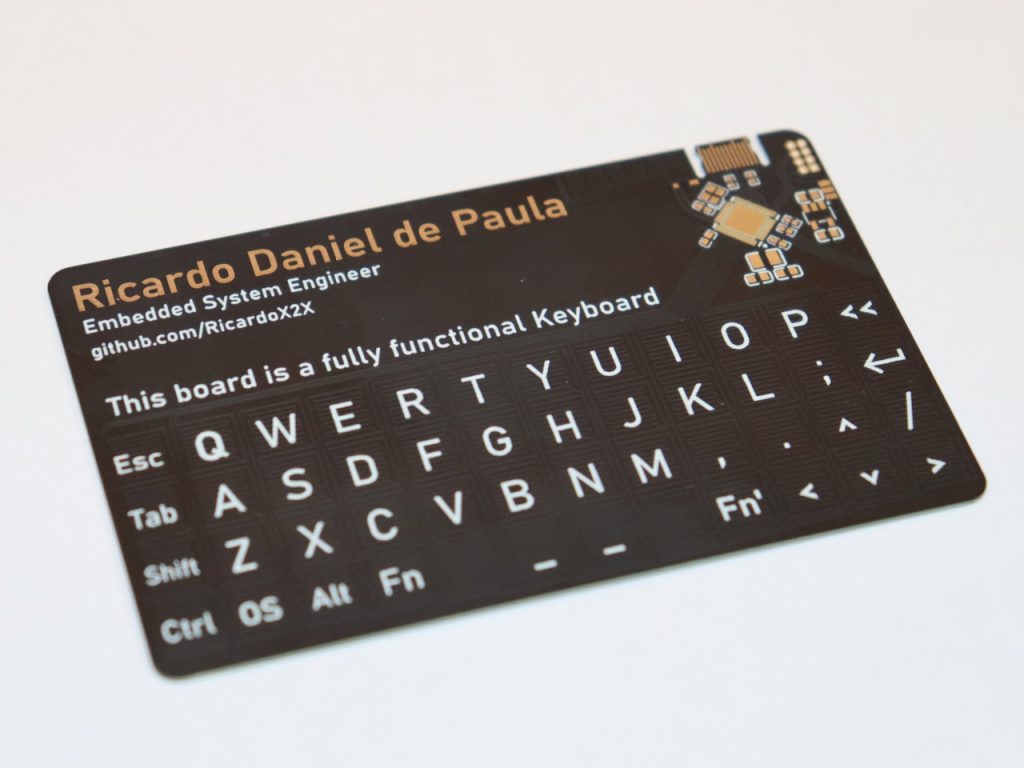 Ricardo Daniel de Paula
Embedded System Engineer
github.com/RicardoX2X
This board is a fully functional Keyboard
Esc Q W E R T Y U I O P <<
Tab A S D F G H J K L ; ↵
Shift Z X C V B N M , . ^ /
Ctrl OS Alt Fn _ _ Fn' < v >